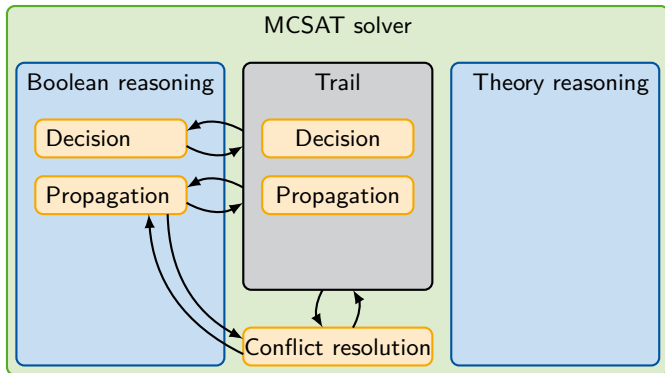 MCSAT solver
Boolean reasoning
Trail
Theory reasoning
Decision
Decision
Propagation
Propagation
Conflict resolution